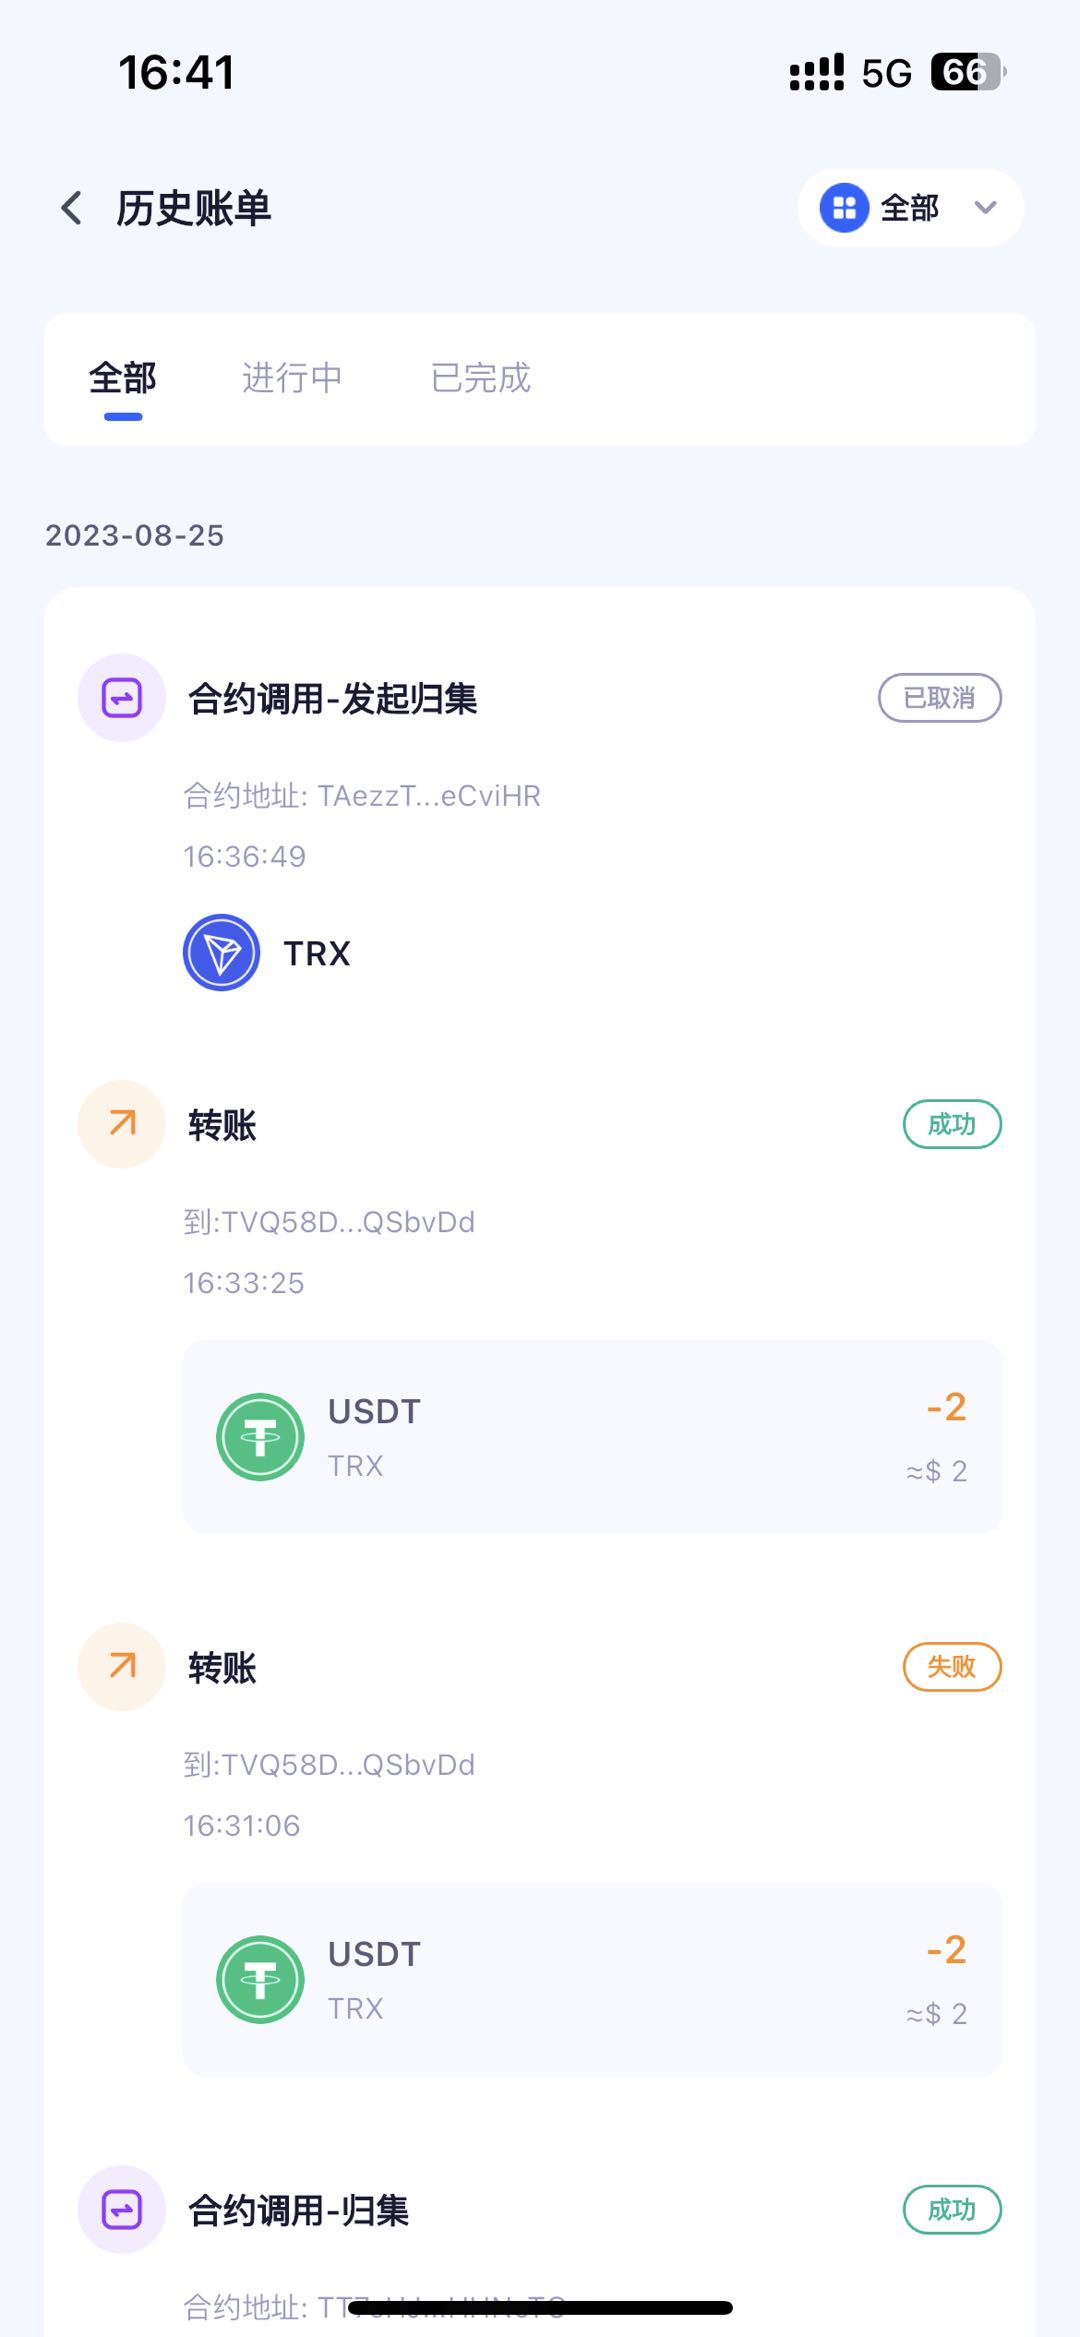 16:41
5G 66
历史账单
全部
全部
进行中
已完成
2023-08-25
合约调用-发起归集
已取消
合约地址: TAezzT...eCviHR
16:36:49
TRX
转账
成功
到:TVQ58D...QSbvDd
16:33:25
USDT
-2
TRX
≈$ 2
转账
失败
到:TVQ58D...QSbvDd
16:31:06
USDT
-2
TRX
≈$ 2
合约调用-归集
成功
合约地址: